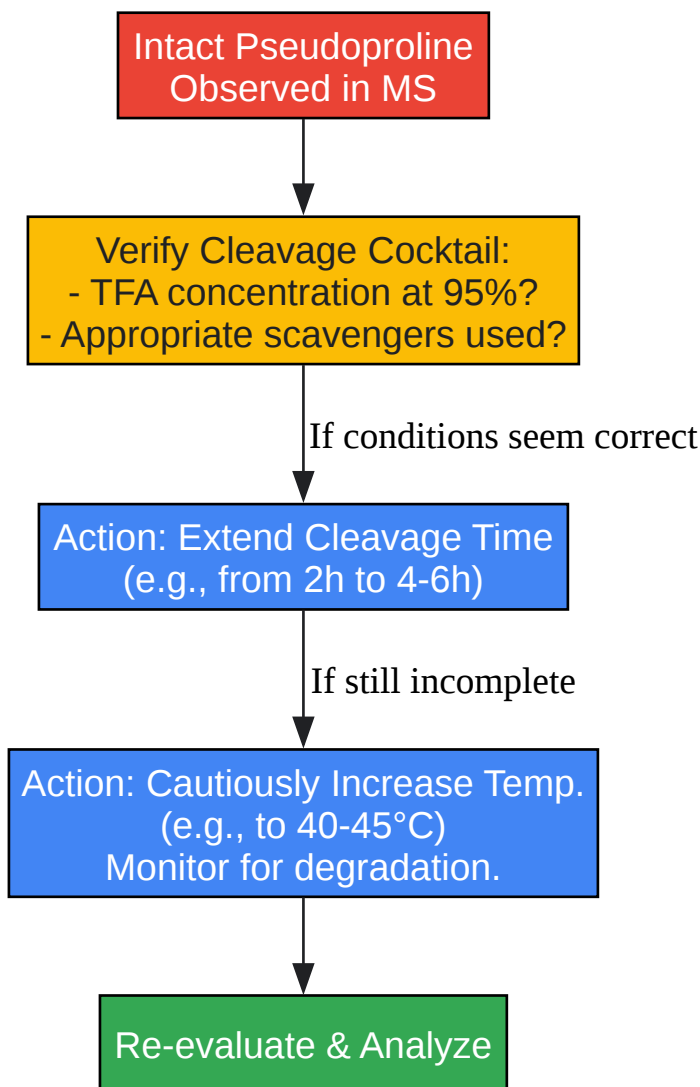 Intact Pseudoproline
Observed in MS
Verify Cleavage Cocktail:
- TFA concentration at 95%?
- Appropriate scavengers used?
If conditions seem correct
Action: Extend Cleavage Time
(e.g., from 2h to 4-6h)
If still incomplete
Action: Cautiously Increase Temp.
(e.g., to 40-45°C)
Monitor for degradation.
Re-evaluate & Analyze